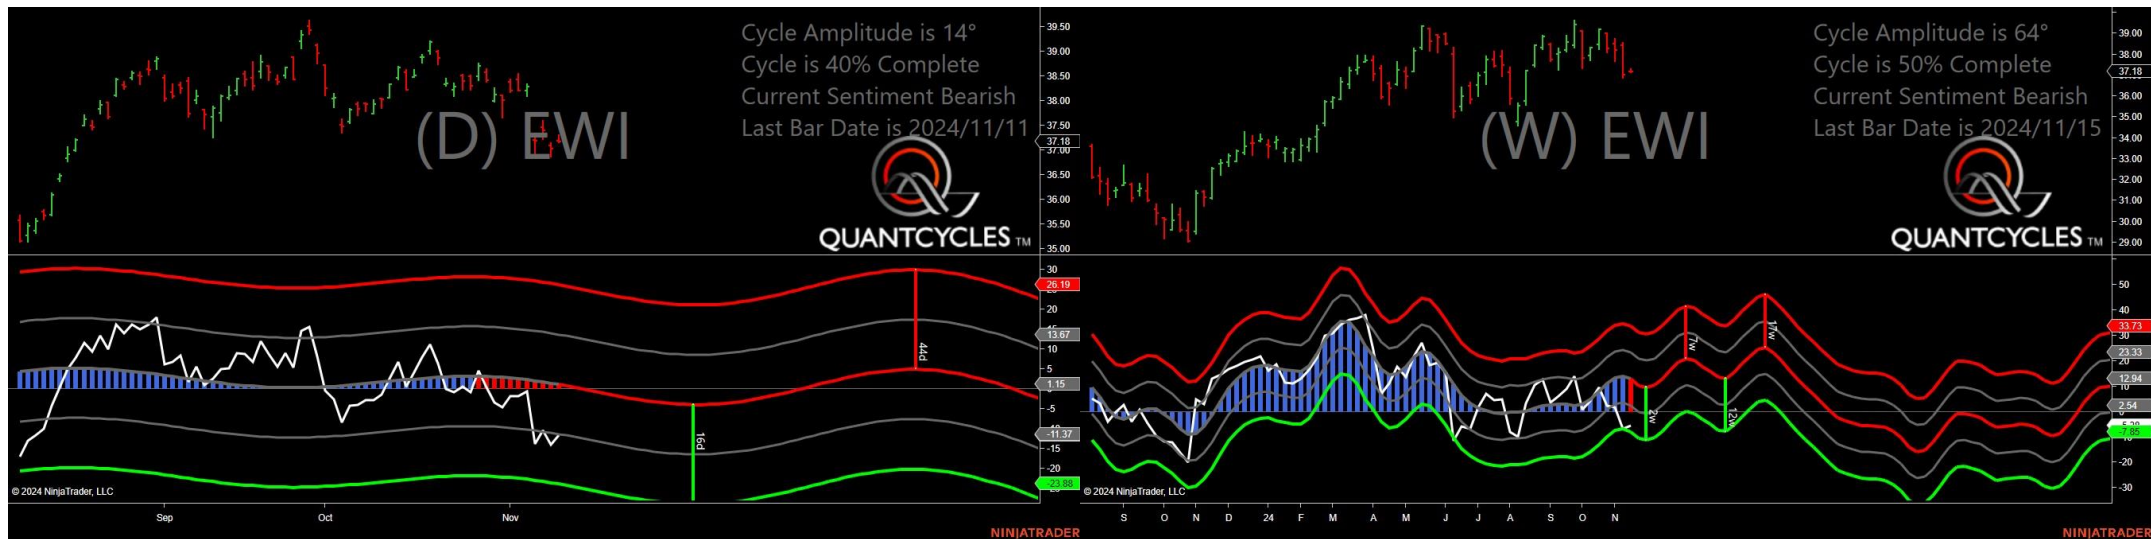 Cycle Amplitude is 14°
Cycle is 40% Complete
Current Sentiment Bearish
Last Bar Date is 2024/11/11
(D) EWI
QUANTCYCLES TM
39.50
39.00
38.50
38.00
37.50
37.18
37.00
36.50
36.00
35.50
35.00
30
26.19
20
13.67
10
5
1.15
-5
-11.37
-15
-20
-23.88
44d
16d
© 2024 NinjaTrader, LLC
Sep Oct Nov
NINJATRADER
Cycle Amplitude is 64°
Cycle is 50% Complete
Current Sentiment Bearish
Last Bar Date is 2024/11/15
(W) EWI
QUANTCYCLES TM
39.00
38.00
37.18
36.00
35.00
34.00
33.00
32.00
31.00
30.00
29.00
50
40
33.73
30
23.33
12.94
10
2.54
-7.85
-20
-30
2w
7w
17w
© 2024 NinjaTrader, LLC
S O N D 24 F M A M J J A S O N
NINJATRADER